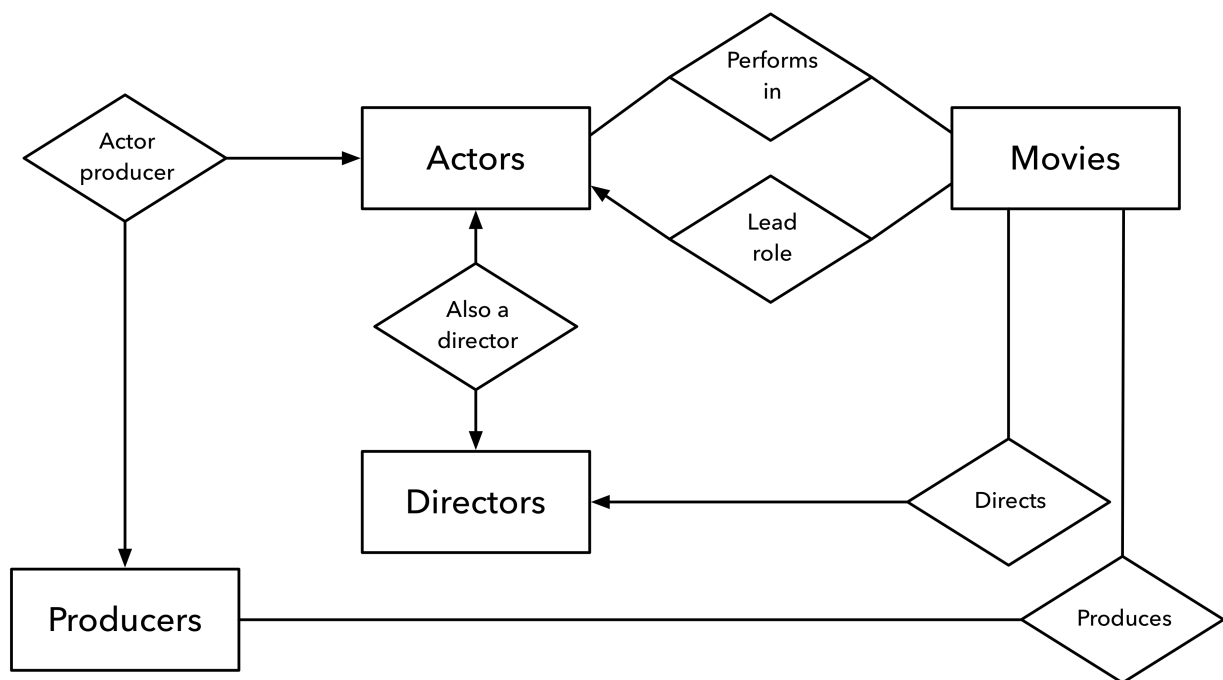 Performs
in
Actor
producer
Actors
Movies
Lead
role
Also a
director
Directors
Directs
Producers
Produces